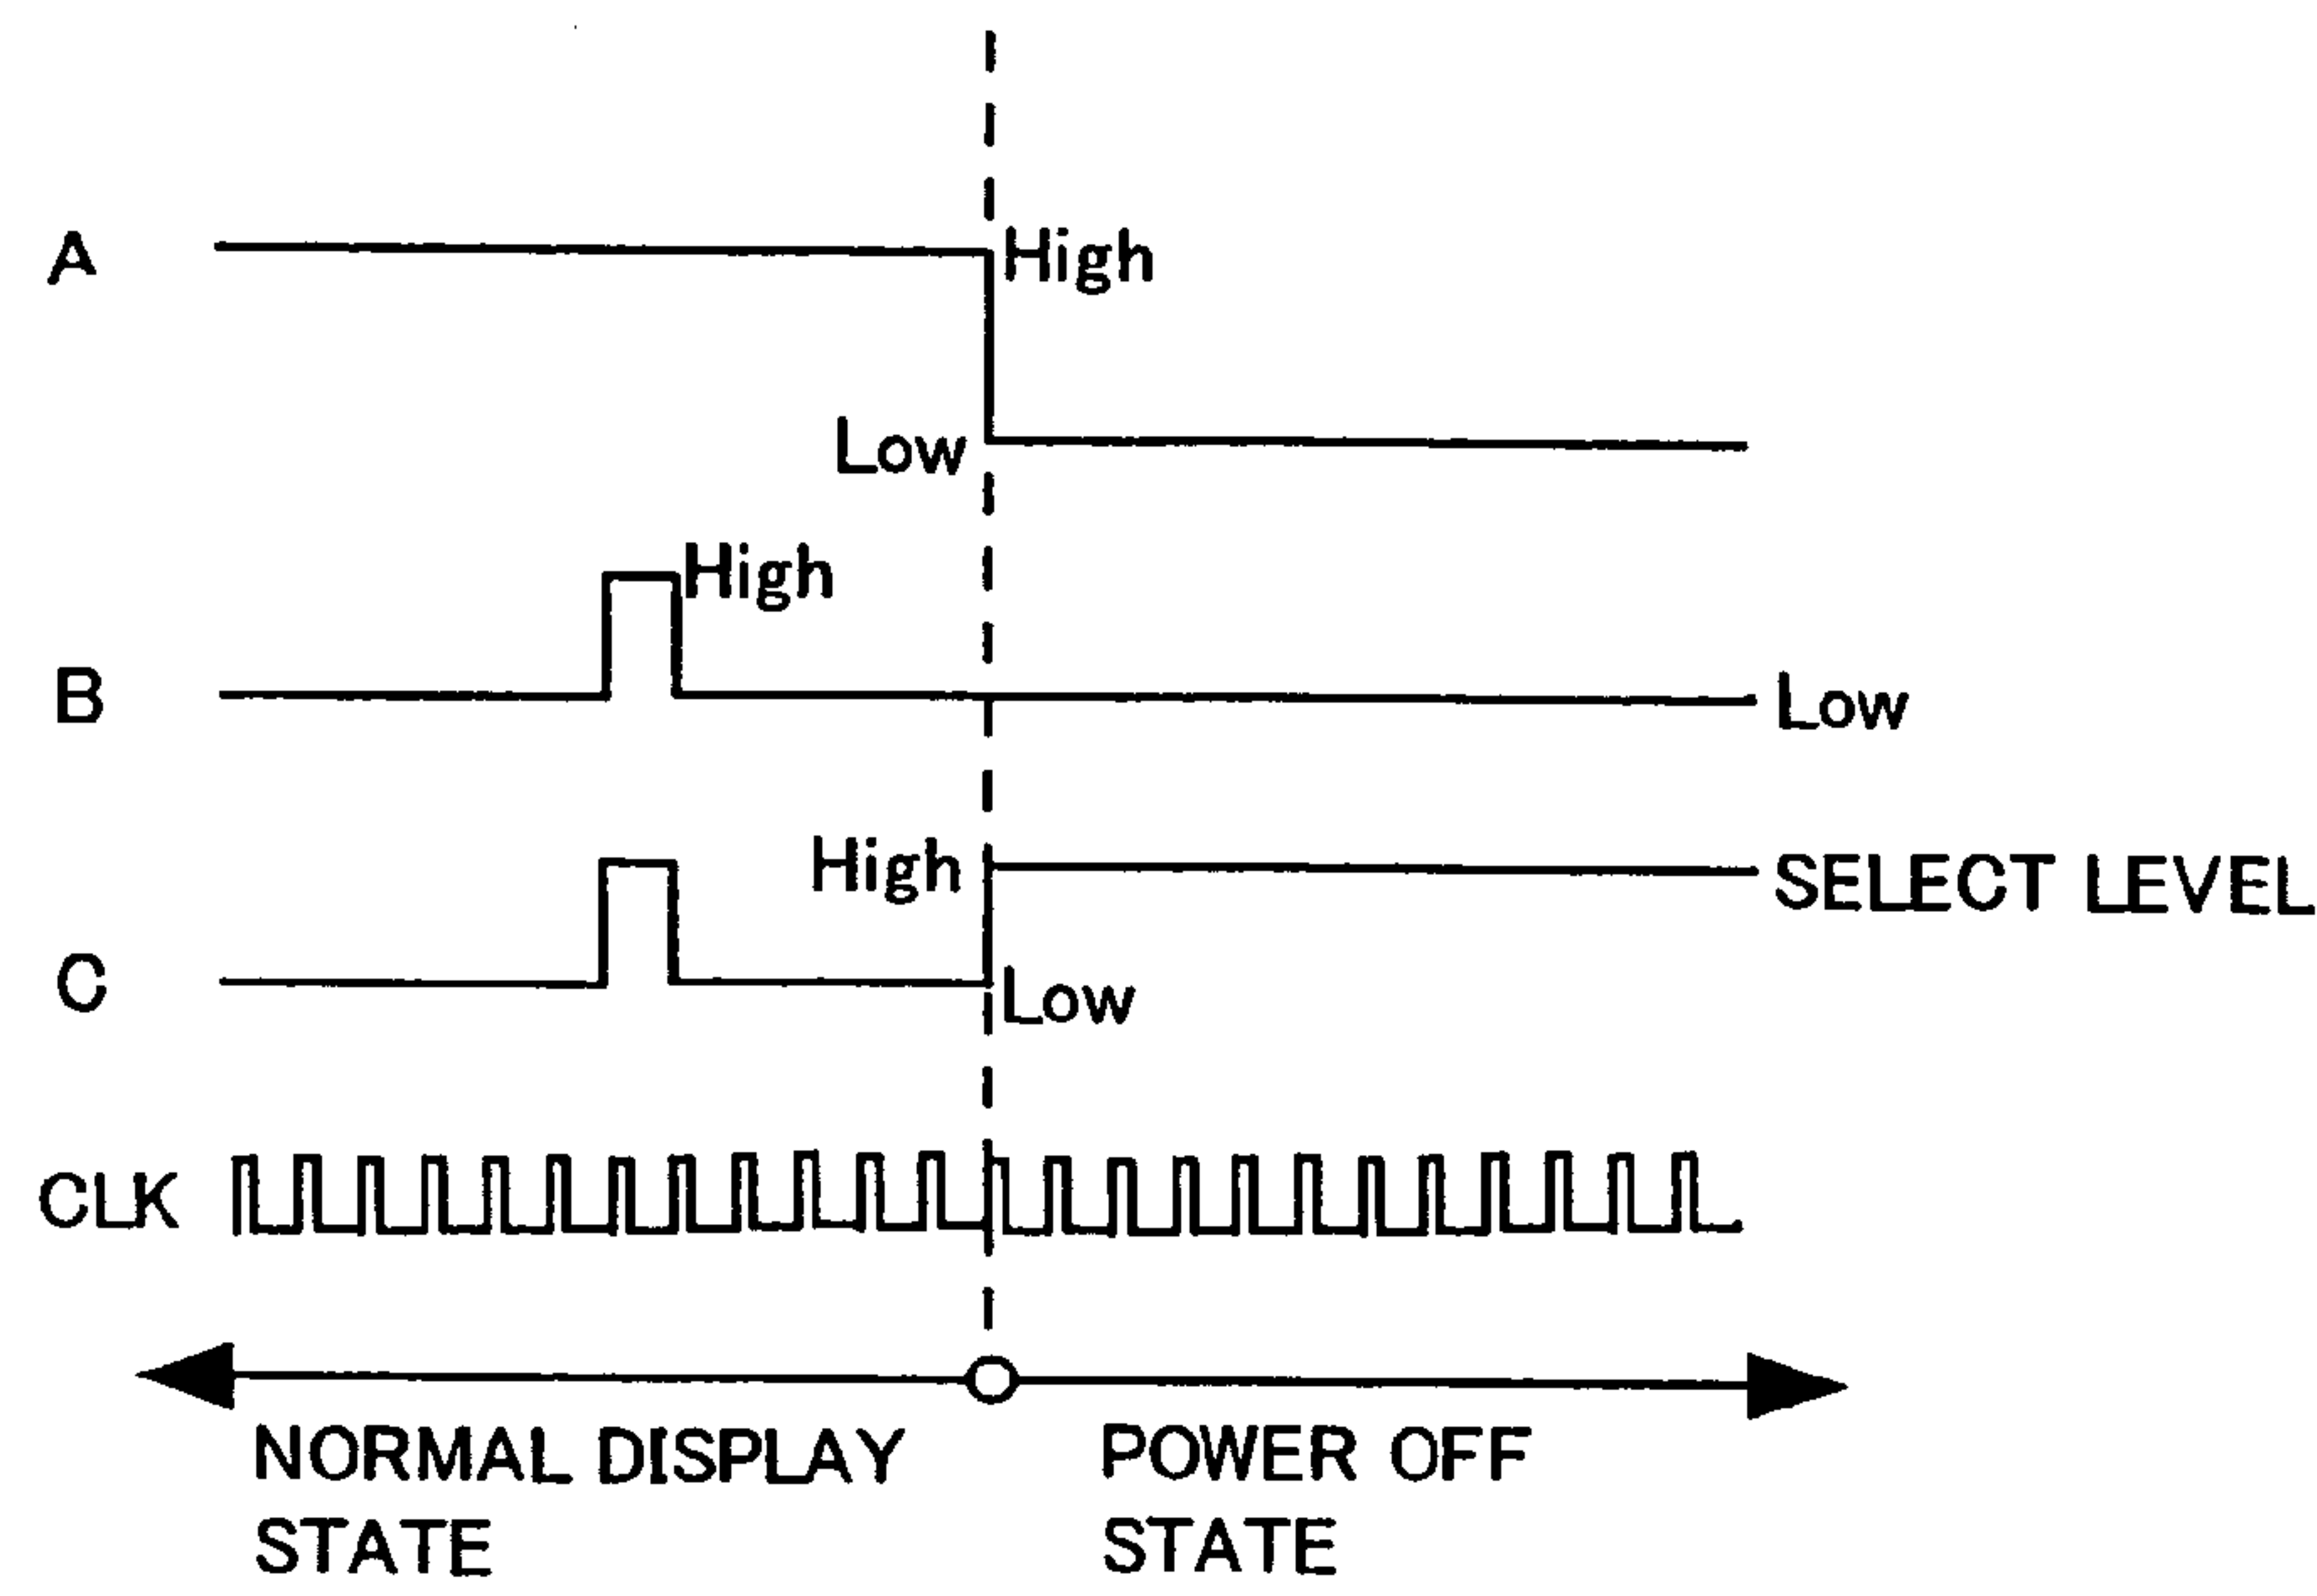 A
High
Low
High
B
Low
High
SELECT LEVEL
C
Low
CLK
NORMAL DISPLAY
STATE
POWER OFF
STATE